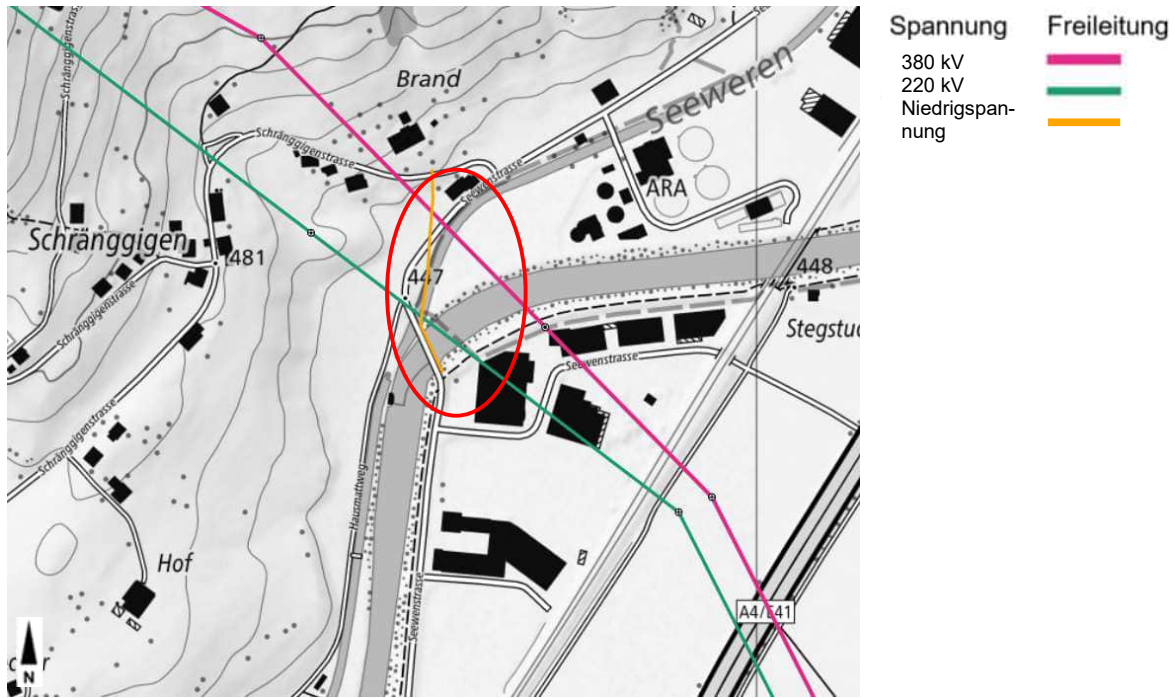 Spannung Freileitung
380 kV
220 kV
Niedrigspan-
nung
Brand
Seeweren
Schränggigenstrasse
Schränggigenstrasse
Seewenstrasse
ARA
Schränggigen
481
447
448
Stegstud
Seewenstrasse
Schränggigenstrasse
Hausmattweg
Hof
Seewenstrasse
A4/E41
N